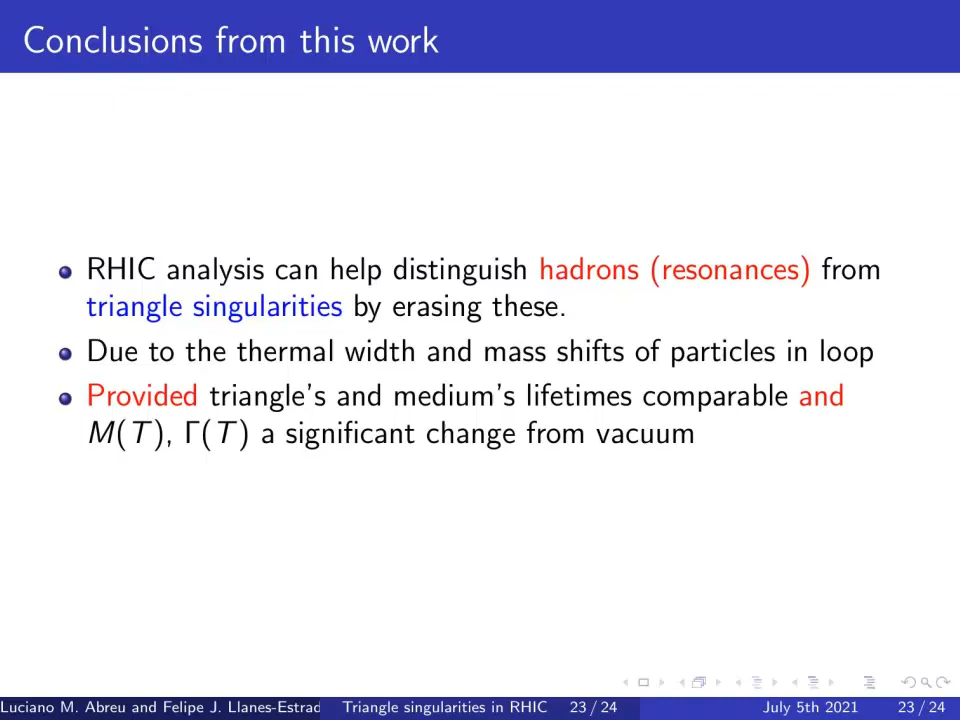 Conclusions from this work
RHIC analysis can help distinguish hadrons (resonances) from
triangle singularities by erasing these.
Due to the thermal width and mass shifts of particles in loop
Provided triangle's and medium's lifetimes comparable and
M(T), Γ(T) a significant change from vacuum
Luciano M. Abreu and Felipe J. Llanes-Estrad Triangle singularities in RHIC 23 / 24 July 5th 2021 23 / 24